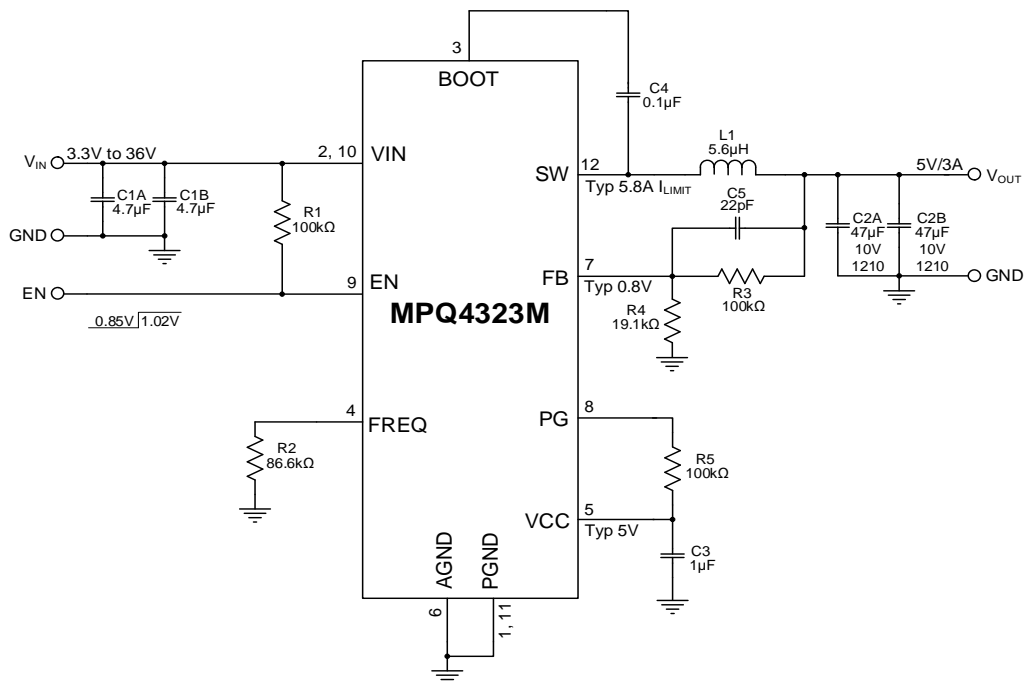 3
BOOT
C4
0.1µF
VIN 3.3V to 36V
2, 10
VIN
C1A
4.7µF
C1B
4.7µF
R1
100kΩ
GND
EN
9
EN
0.85V 1.02V
MPQ4323M
SW
12
Typ 5.8A ILIMIT
L1
5.6µH
5V/3A
VOUT
C5
22pF
C2A
47µF
10V
1210
C2B
47µF
10V
1210
GND
FB
7
Typ 0.8V
R3
100kΩ
R4
19.1kΩ
4
FREQ
R2
86.6kΩ
PG
8
R5
100kΩ
VCC
5
Typ 5V
C3
1µF
AGND
PGND
6
1, 11